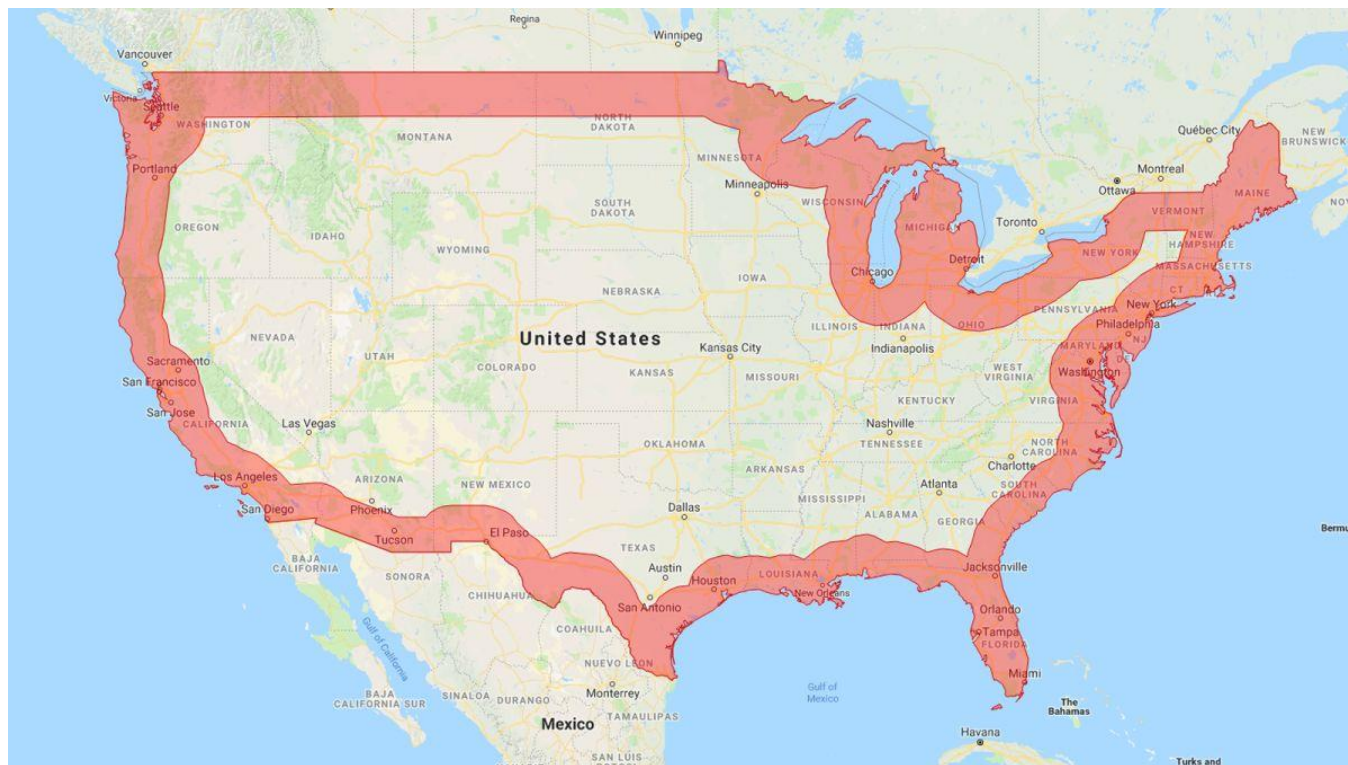 Regina
Winnipeg
Vancouver
Victoria
Seattle
WASHINGTON
NORTH
DAKOTA
MONTANA
Québec City
NEW
BRUNSWICK
Montreal
Ottawa
MAINE
Portland
MINNESOTA
Minneapolis
WISCONSIN
SOUTH
DAKOTA
OREGON
IDAHO
WYOMING
Toronto
VERMONT
MICHIGAN
NEW
HAMPSHIRE
NEW YORK
MASSACHUSETTS
Detroit
Chicago
IOWA
NEBRASKA
CT
RI
PENNSYLVANIA
New York
NEVADA
UTAH
United States
ILLINOIS
INDIANA
OHIO
Philadelphia
NJ
MARYLAND
DE
Indianapolis
Kansas City
Sacramento
San Francisco
San Jose
CALIFORNIA
COLORADO
KANSAS
MISSOURI
WEST
VIRGINIA
Washington
VIRGINIA
KENTUCKY
Las Vegas
Nashville
TENNESSEE
NORTH
CAROLINA
Charlotte
OKLAHOMA
ARKANSAS
Los Angeles
San Diego
ARIZONA
Phoenix
NEW MEXICO
Tucson
El Paso
Dallas
MISSISSIPPI
ALABAMA
Atlanta
SOUTH
CAROLINA
GEORGIA
TEXAS
Austin
San Antonio
Houston
LOUISIANA
New Orleans
Jacksonville
Bermu
BAJA
CALIFORNIA
SONORA
CHIHUAHUA
COAHUILA
Gulf of California
Orlando
Tampa
FLORIDA
Miami
NUEVO LEON
Monterrey
BAJA
CALIFORNIA SUR
SINALOA
DURANGO
Mexico
TAMAULIPAS
SAN LUIS
Gulf of
Mexico
The
Bahamas
Havana
Turks and